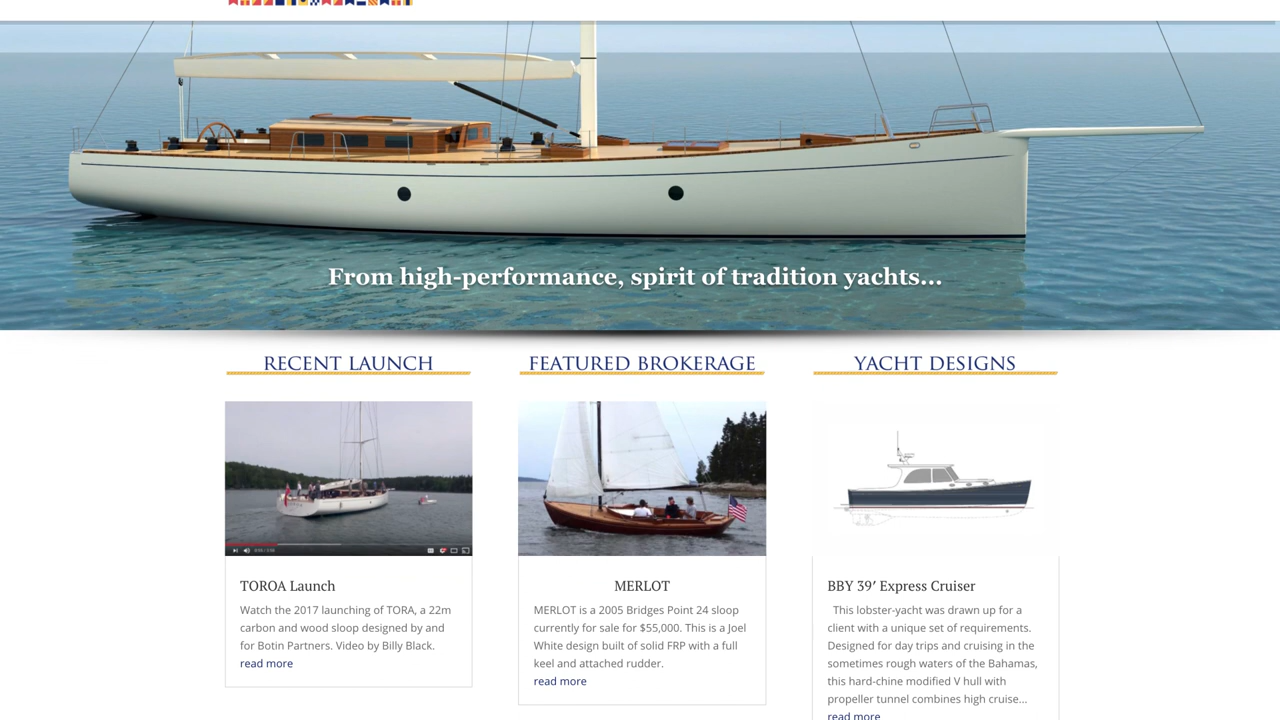 From high-performance, spirit of tradition yachts...
RECENT LAUNCH
FEATURED BROKERAGE
YACHT DESIGNS
TOROA Launch
Watch the 2017 launching of TORA, a 22m
carbon and wood sloop designed by and
for Botin Partners. Video by Billy Black.
read more
MERLOT
MERLOT is a 2005 Bridges Point 24 sloop
currently for sale for $55,000. This is a Joel
White design built of solid FRP with a full
keel and attached rudder.
read more
BBY 39′ Express Cruiser
This lobster-yacht was drawn up for a
client with a unique set of requirements.
Designed for day trips and cruising in the
sometimes rough waters of the Bahamas,
this hard-chine modified V hull with
propeller tunnel combines high cruise...
read more